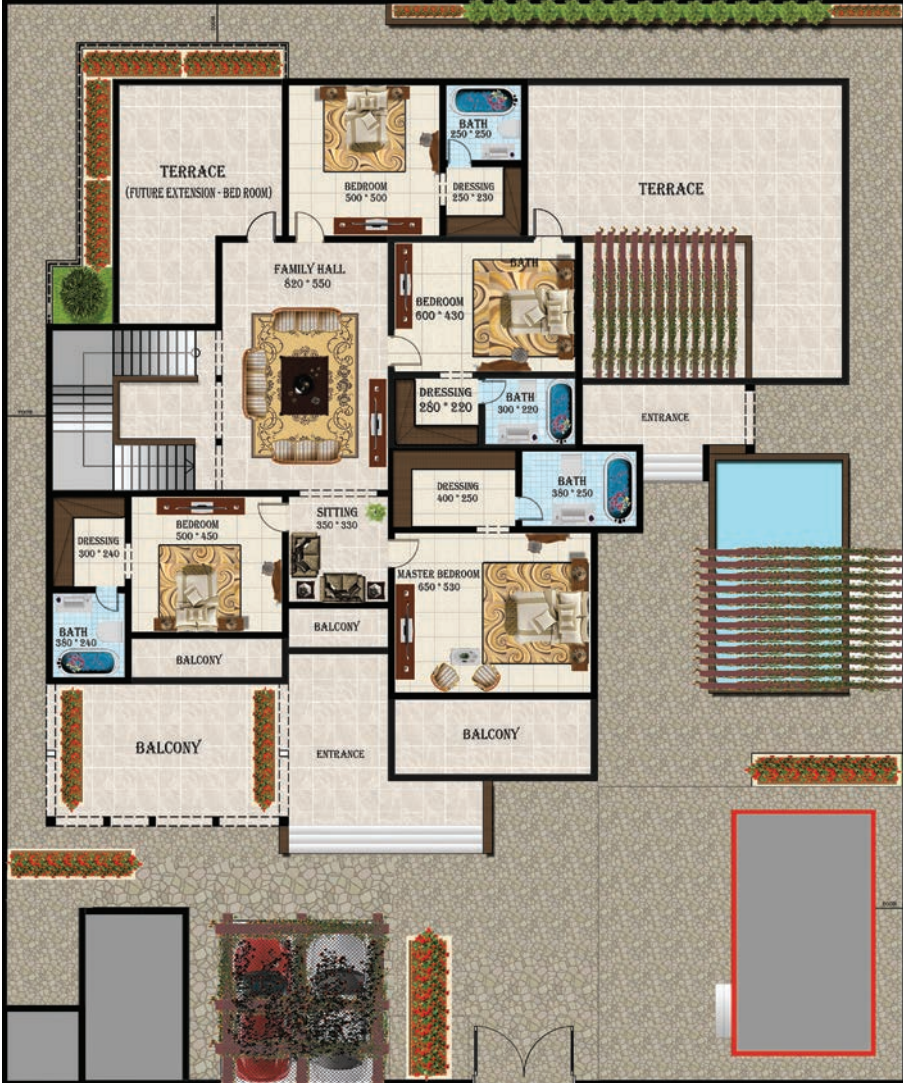 BATH
250 * 250
TERRACE
(FUTURE EXTENSION - BED ROOM)
BEDROOM
500 * 500
DRESSING
250 * 230
TERRACE
FAMILY HALL
820 * 550
BATH
BEDROOM
600 * 430
DRESSING
280 * 220
BATH
300 * 220
ENTRANCE
DRESSING
400 * 250
BATH
380 * 250
SITTING
350 * 330
BEDROOM
500 * 450
DRESSING
300 * 240
MASTER BEDROOM
650 * 530
BATH
380 * 240
BALCONY
BALCONY
BALCONY
ENTRANCE
BALCONY